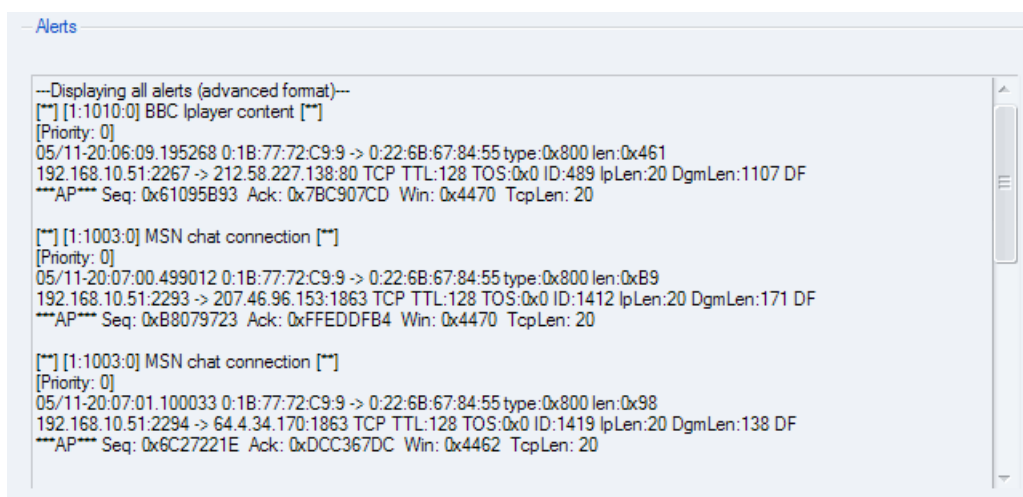 Alerts
---Displaying all alerts (advanced format)---
[**] [1:1010:0] BBC Iplayer content [**]
[Priority: 0]
05/11-20:06:09.195268 0:1B:77:72:C9:9 -> 0:22:6B:67:84:55 type:0x800 len:0x461
192.168.10.51:2267 -> 212.58.227.138:80 TCP TTL:128 TOS:0x0 ID:489 IpLen:20 DgmLen:1107 DF
***AP*** Seq: 0x61095B93  Ack: 0x7BC907CD  Win: 0x4470  TcpLen: 20
[**] [1:1003:0] MSN chat connection [**]
[Priority: 0]
05/11-20:07:00.499012 0:1B:77:72:C9:9 -> 0:22:6B:67:84:55 type:0x800 len:0xB9
192.168.10.51:2293 -> 207.46.96.153:1863 TCP TTL:128 TOS:0x0 ID:1412 IpLen:20 DgmLen:171 DF
***AP*** Seq: 0xB8079723  Ack: 0xFFEDDFB4  Win: 0x4470  TcpLen: 20
[**] [1:1003:0] MSN chat connection [**]
[Priority: 0]
05/11-20:07:01.100033 0:1B:77:72:C9:9 -> 0:22:6B:67:84:55 type:0x800 len:0x98
192.168.10.51:2294 -> 64.4.34.170:1863 TCP TTL:128 TOS:0x0 ID:1419 IpLen:20 DgmLen:138 DF
***AP*** Seq: 0x6C27221E  Ack: 0xDCC367DC  Win: 0x4462  TcpLen: 20